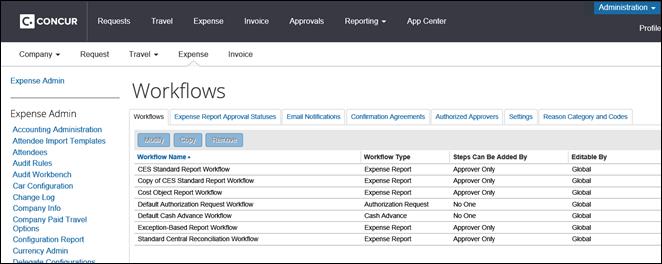 Administration
CONCUR Requests Travel Expense Invoice Approvals Reporting App Center
Profile
Company Request Travel Expense Invoice
Expense Admin
Expense Admin
Accounting Administration
Attendee Import Templates
Attendees
Audit Rules
Audit Workbench
Car Configuration
Change Log
Company Info
Company Paid Travel
Options
Configuration Report
Currency Admin
Delegate Configurations
Workflows
Workflows Expense Report Approval Statuses Email Notifications Confirmation Agreements Authorized Approvers Settings Reason Category and Codes
Modify Copy Remove
Workflow Name Workflow Type Steps Can Be Added By Editable By
CES Standard Report Workflow Expense Report Approver Only Global
Copy of CES Standard Report Workflow Expense Report Approver Only Global
Cost Object Report Workflow Expense Report Approver Only Global
Default Authorization Request Workflow Authorization Request No One Global
Default Cash Advance Workflow Cash Advance No One Global
Exception-Based Report Workflow Expense Report Approver Only Global
Standard Central Reconciliation Workflow Expense Report Approver Only Global